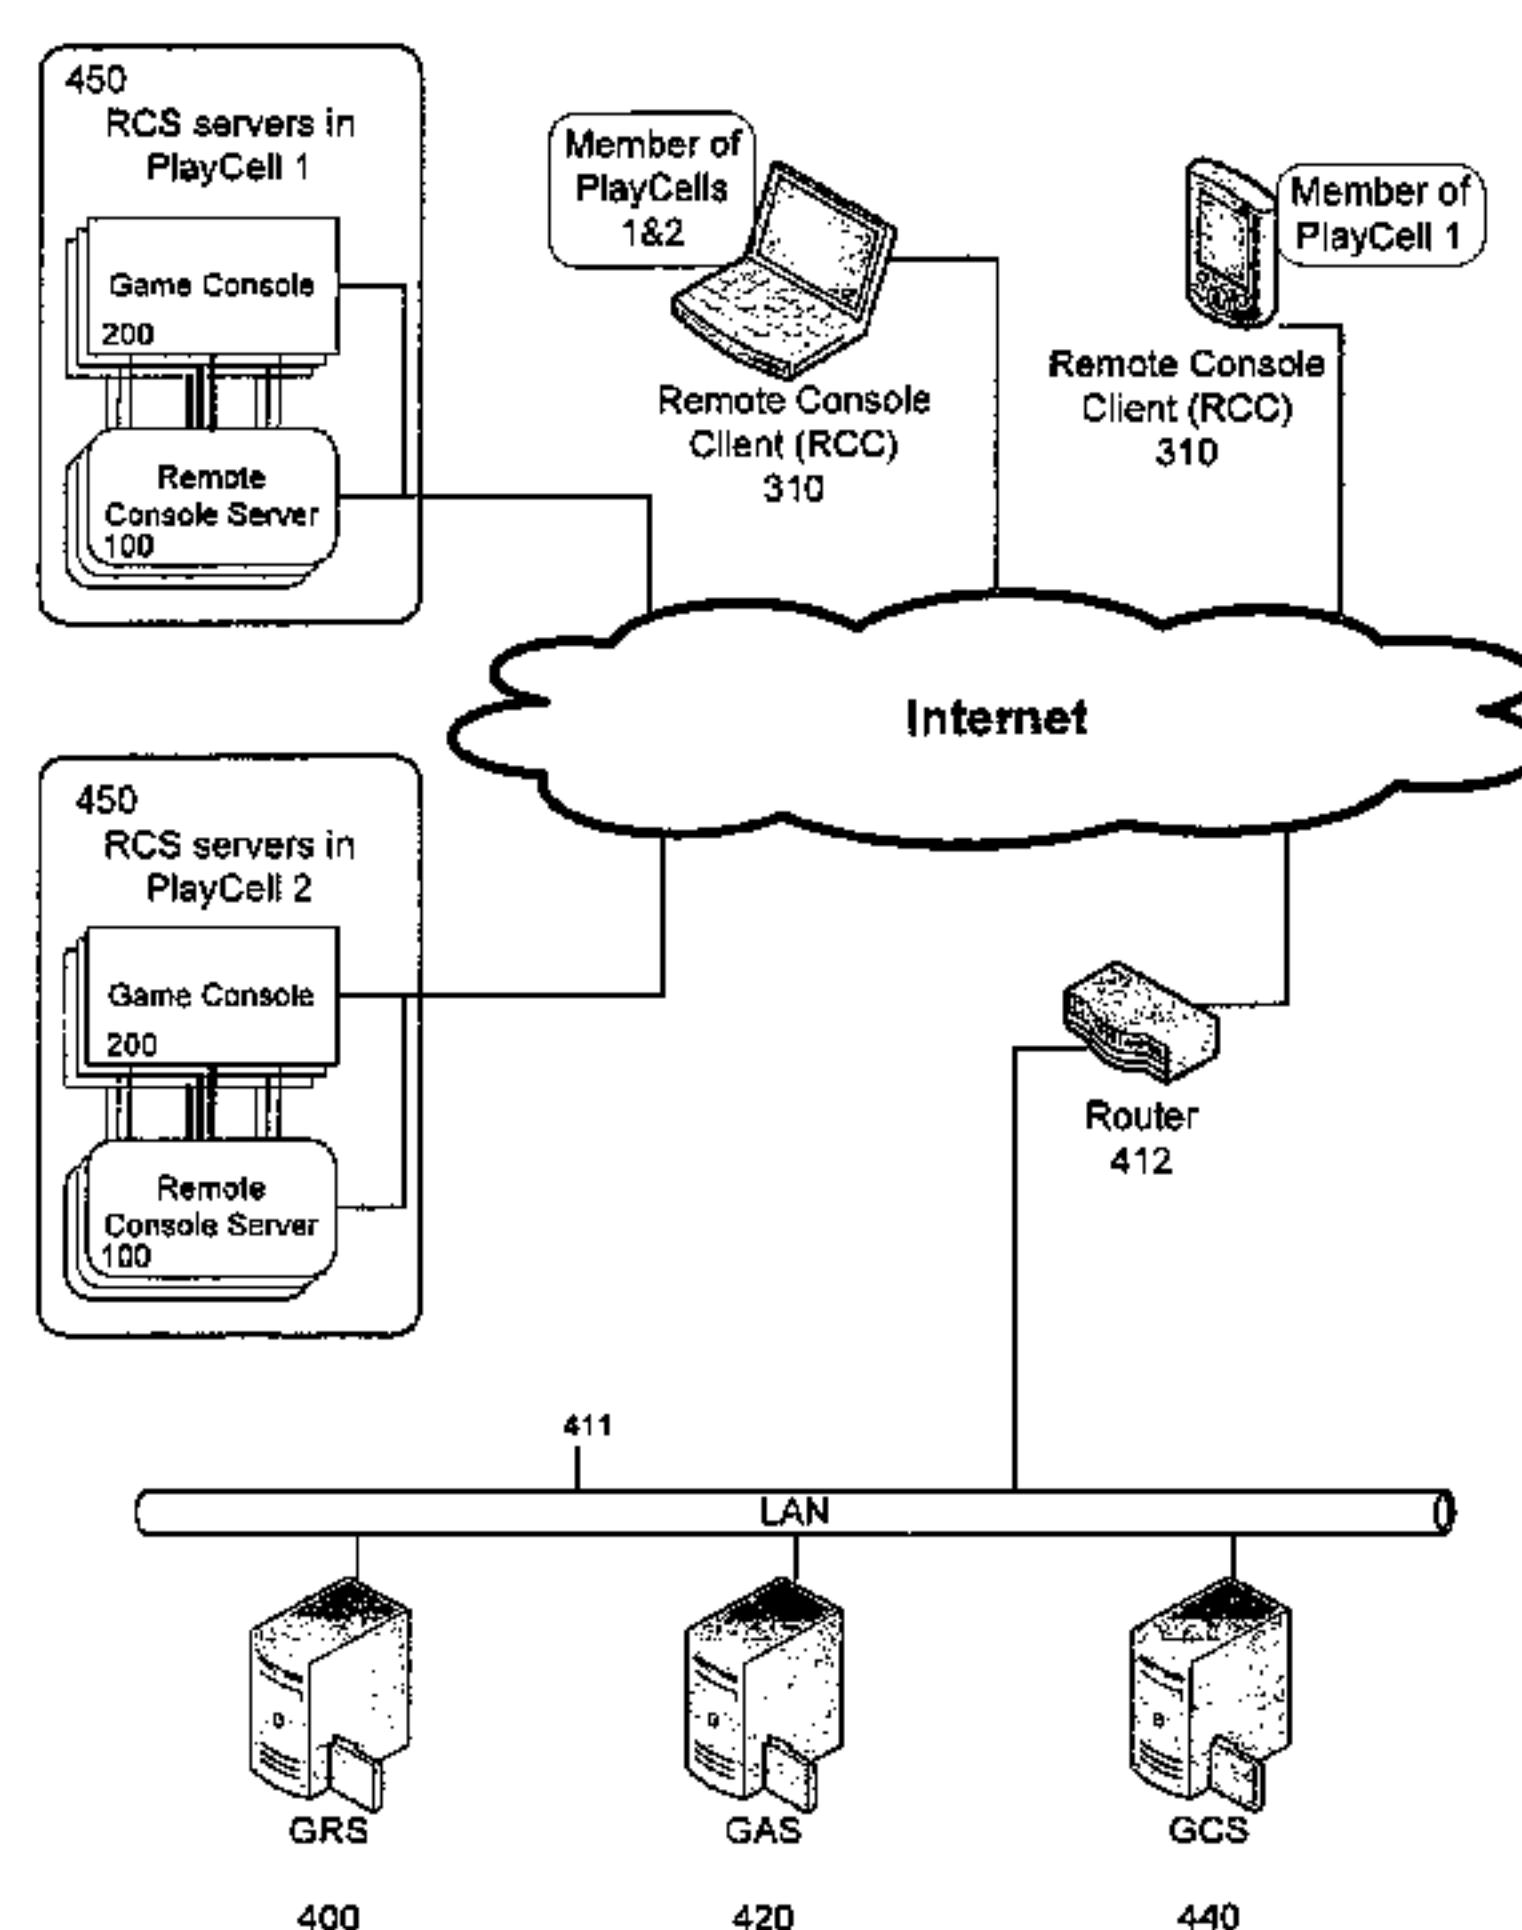 450
RCS servers in
PlayCell 1
Game Console
200
Remote
Console Server
100
Member of
PlayCells
1&2
Remote Console
Client (RCC)
310
Member of
PlayCell 1
Remote Console
Client (RCC)
310
Internet
450
RCS servers in
PlayCell 2
Game Console
200
Remote
Console Server
100
Router
412
411
LAN
GRS
GAS
GCS
400
420
440